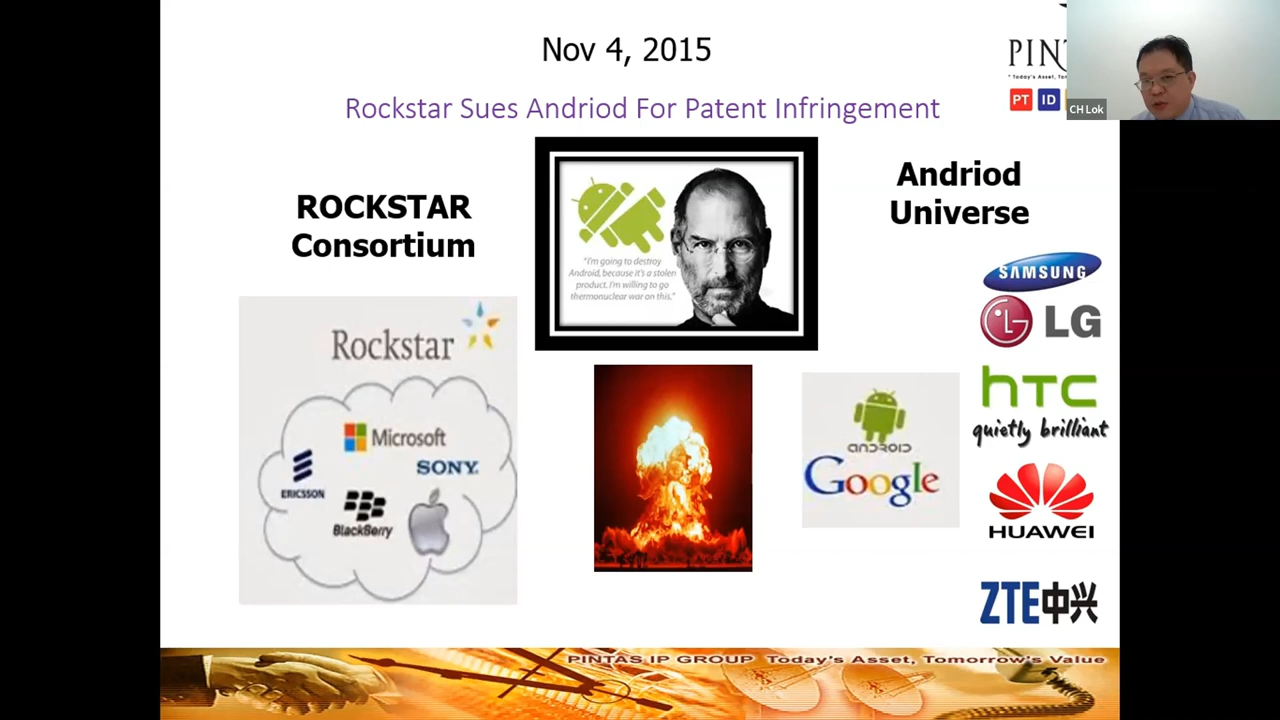 Nov 4, 2015
Rockstar Sues Andriod For Patent Infringement
PIN
PT ID
CH Lok
ROCKSTAR
Consortium
Andriod
Universe
"I'm going to destroy
Android, because it's a stolen
product. I'm willing to go
thermonuclear war on this."
Rockstar
Microsoft
SONY
ERICSSON
BlackBerry
ANDROID
Google
SAMSUNG
LG
hTC
quietly brilliant
HUAWEI
ZTE中兴
PINTAS IP GROUP Today's Asset, Tomorrow's Value